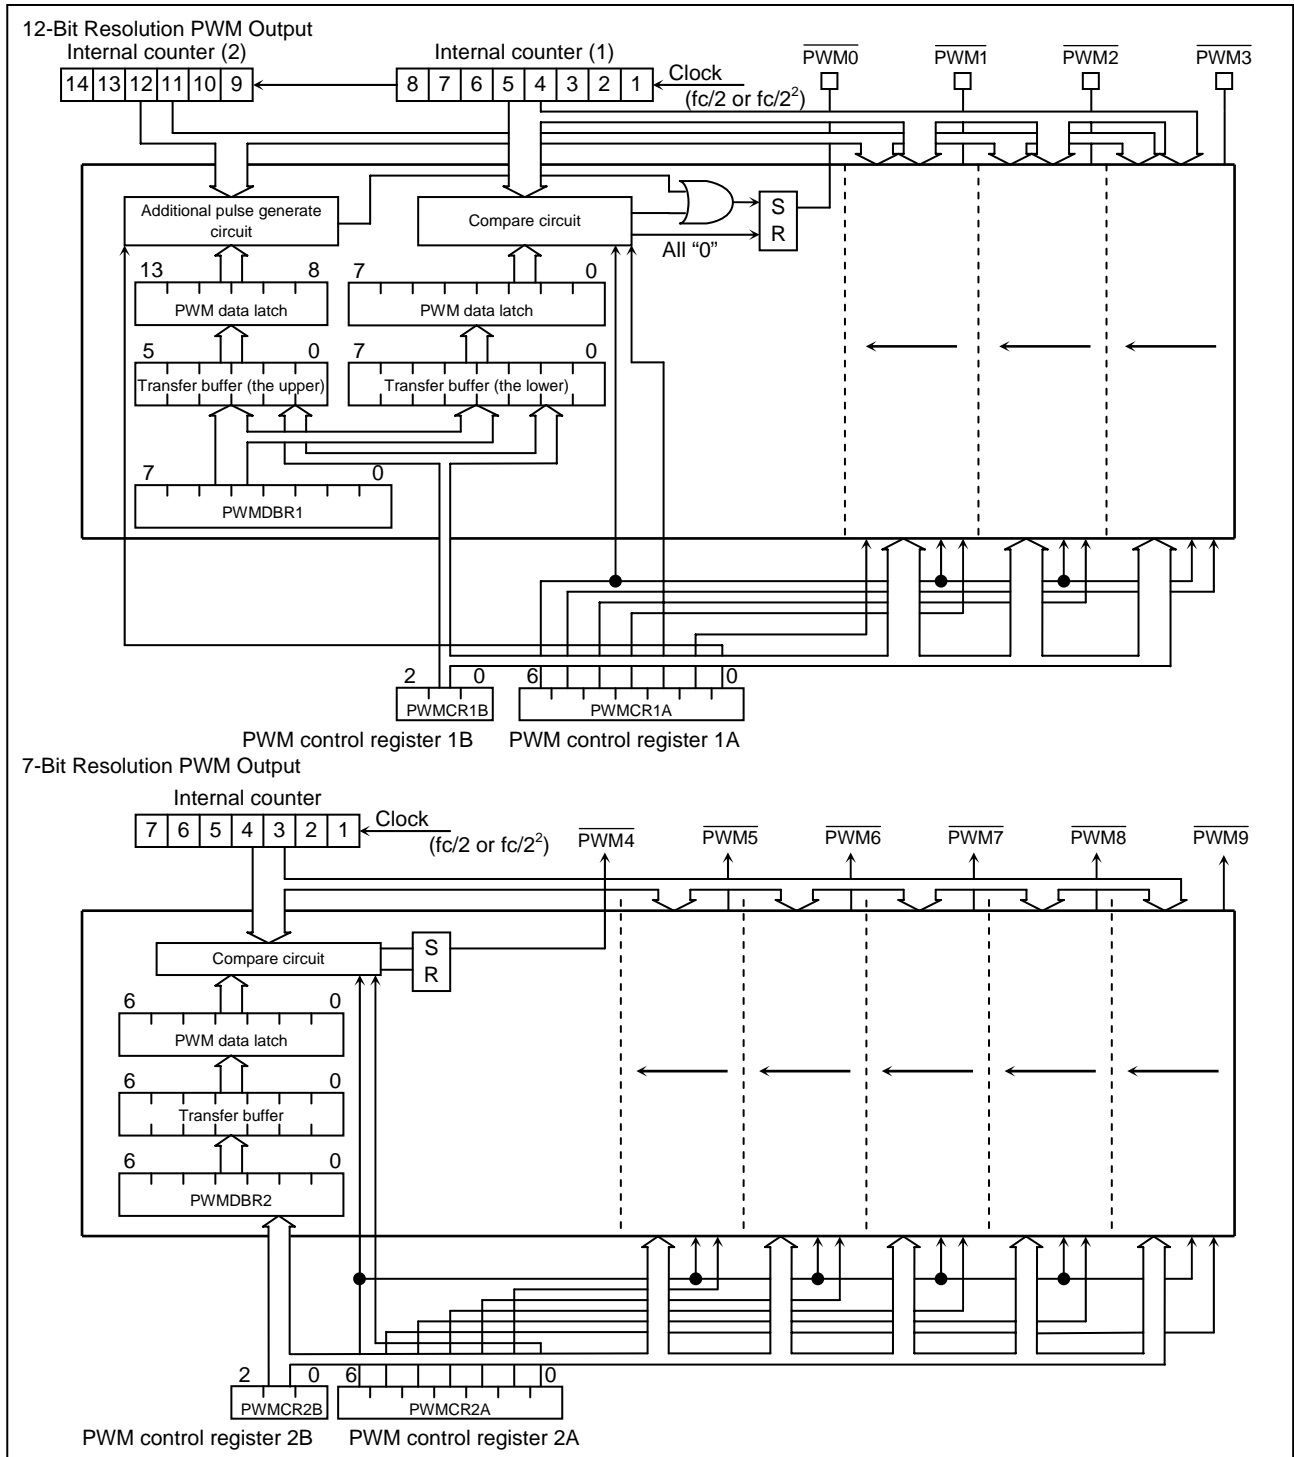 12-Bit Resolution PWM Output
Internal counter (2)
Internal counter (1)
PWM0
PWM1
PWM2
PWM3
14 13 12 11 10 9
8 7 6 5 4 3 2 1
Clock
(fc/2 or fc/2²)
Additional pulse generate
circuit
Compare circuit
All “0”
S
R
13 8
PWM data latch
7 0
PWM data latch
5 0
Transfer buffer (the upper)
7 0
Transfer buffer (the lower)
7 0
PWMDBR1
2 0
PWMCR1B
6 0
PWMCR1A
PWM control register 1B
PWM control register 1A
7-Bit Resolution PWM Output
Internal counter
7 6 5 4 3 2 1
Clock
(fc/2 or fc/2²)
PWM4
PWM5
PWM6
PWM7
PWM8
PWM9
Compare circuit
S
R
6 0
PWM data latch
6 0
Transfer buffer
6 0
PWMDBR2
2 0
PWMCR2B
6 0
PWMCR2A
PWM control register 2B
PWM control register 2A